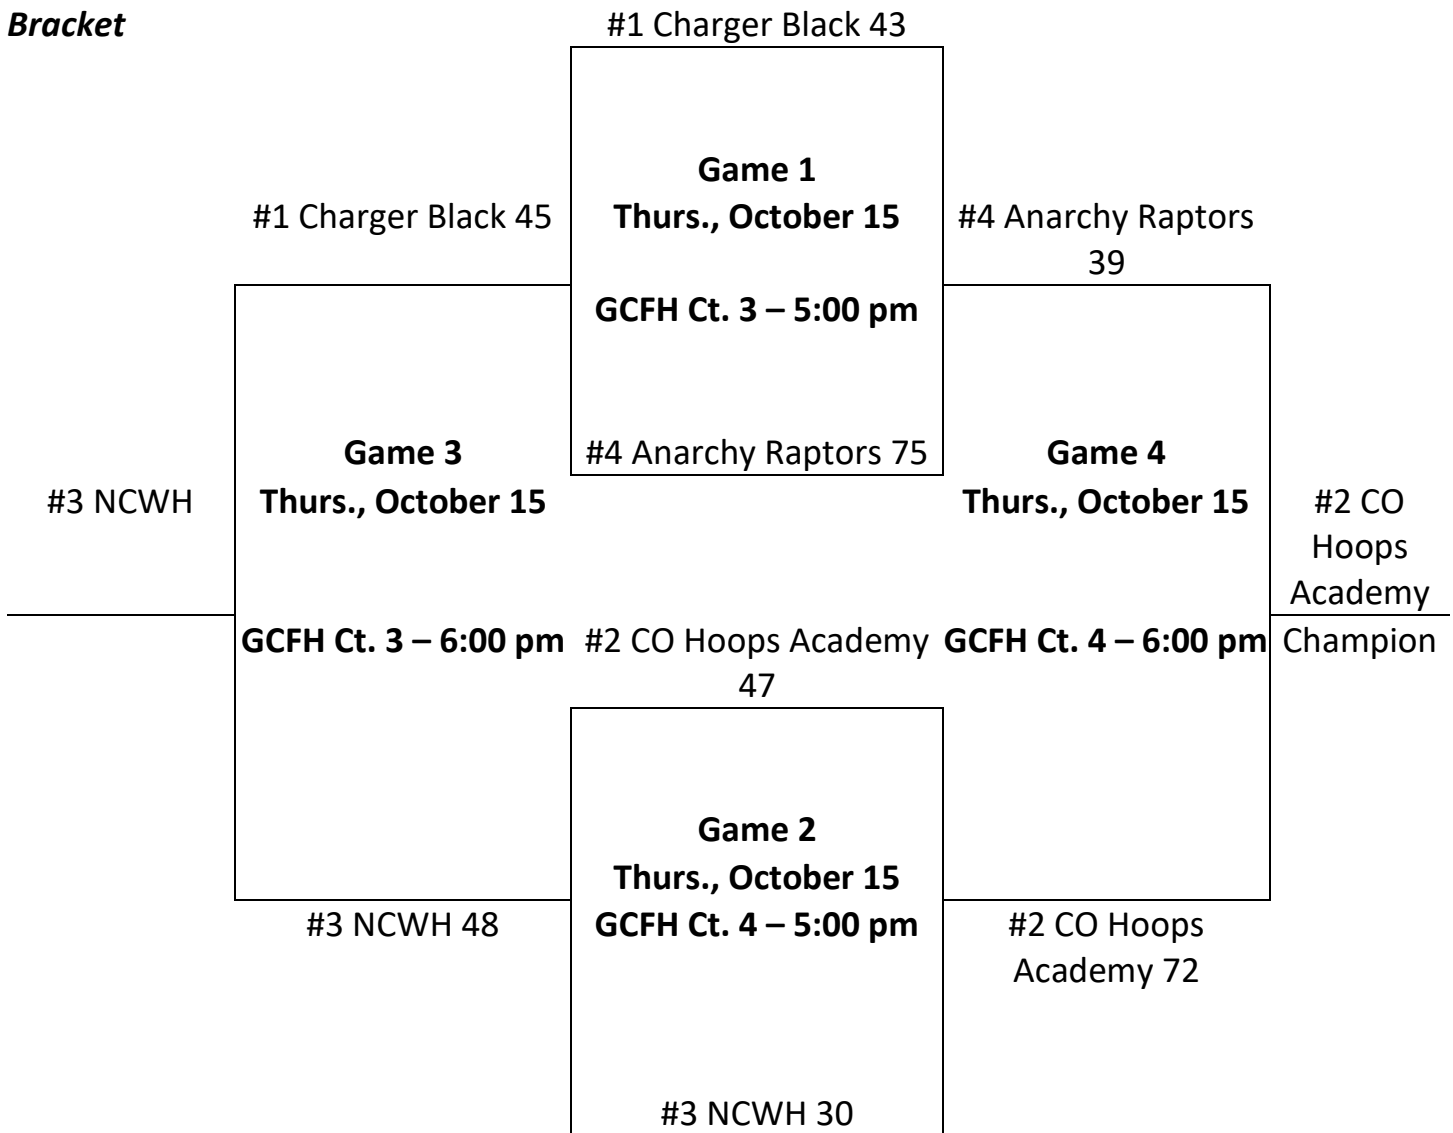 Bracket
#1 Charger Black 43
Game 1
#1 Charger Black 45
Thurs., October 15
#4 Anarchy Raptors
39
GCFH Ct. 3 – 5:00 pm
Game 3
#4 Anarchy Raptors 75
Game 4
#3 NCWH
Thurs., October 15
Thurs., October 15
#2 CO
Hoops
Academy
GCFH Ct. 3 – 6:00 pm
#2 CO Hoops Academy
47
GCFH Ct. 4 – 6:00 pm
Champion
Game 2
Thurs., October 15
#3 NCWH 48
GCFH Ct. 4 – 5:00 pm
#2 CO Hoops
Academy 72
#3 NCWH 30